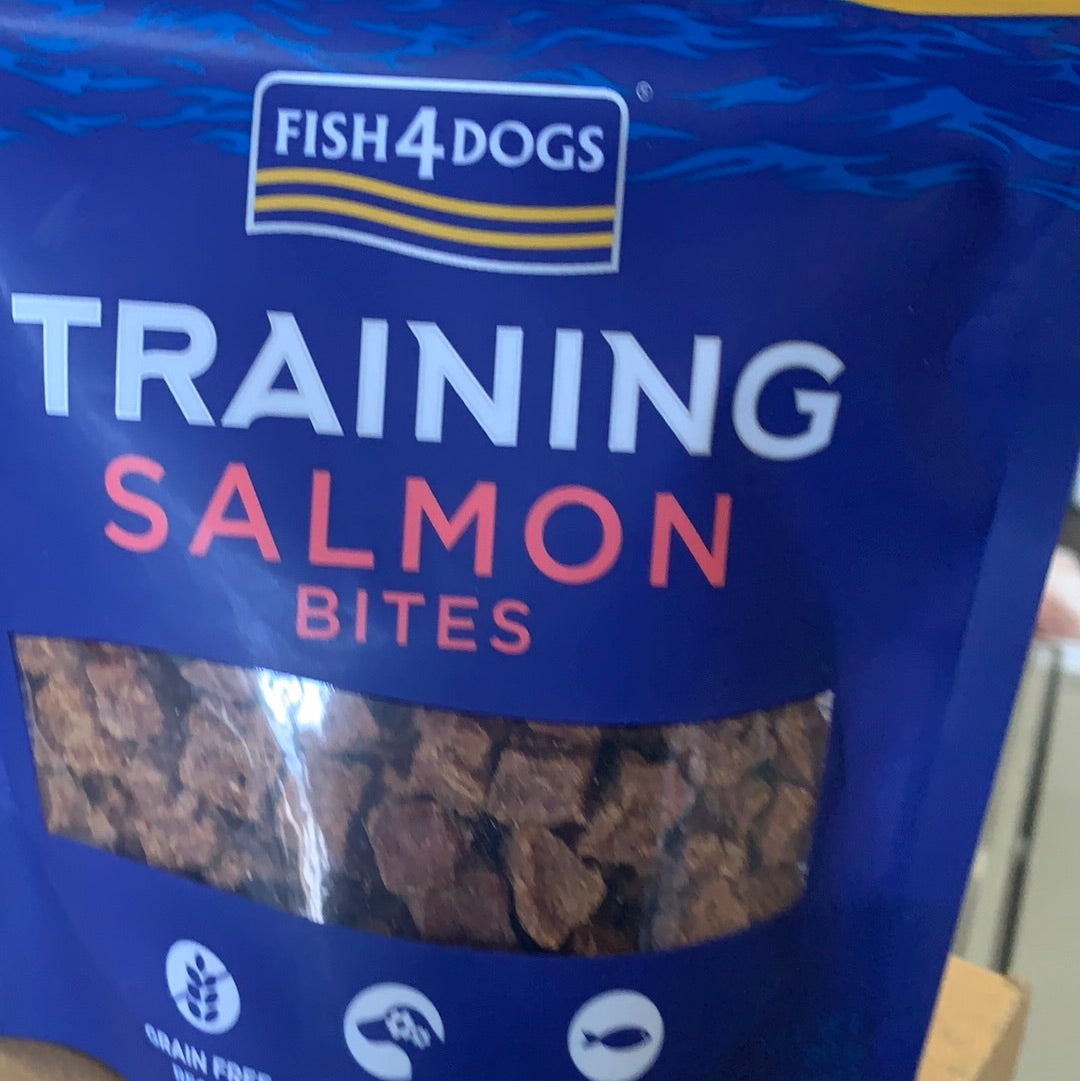 FISH4DOGS
®
TRAINING
SALMON
BITES
GRAIN FREE